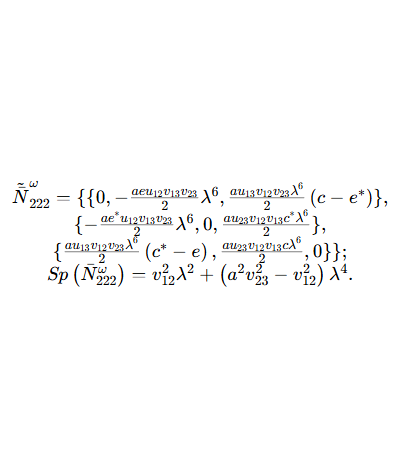 $\tilde{\bar{N}}^{\omega}_{222} = \{\{0, -\frac{aeu_{12}v_{13}v_{23}}{2}\lambda^6, \frac{au_{13}v_{12}v_{23}\lambda^6}{2}(c - e^*)\},$
$\{-\frac{ae^*u_{12}v_{13}v_{23}}{2}\lambda^6, 0, \frac{au_{23}v_{12}v_{13}c^*\lambda^6}{2}\},$
$\{\frac{au_{13}v_{12}v_{23}\lambda^6}{2}(c^* - e), \frac{au_{23}v_{12}v_{13}c\lambda^6}{2}, 0\}\};$
$Sp\left(\bar{N}^{\omega}_{222}\right) = v_{12}^2\lambda^2 + \left(a^2v_{23}^2 - v_{12}^2\right)\lambda^4.$